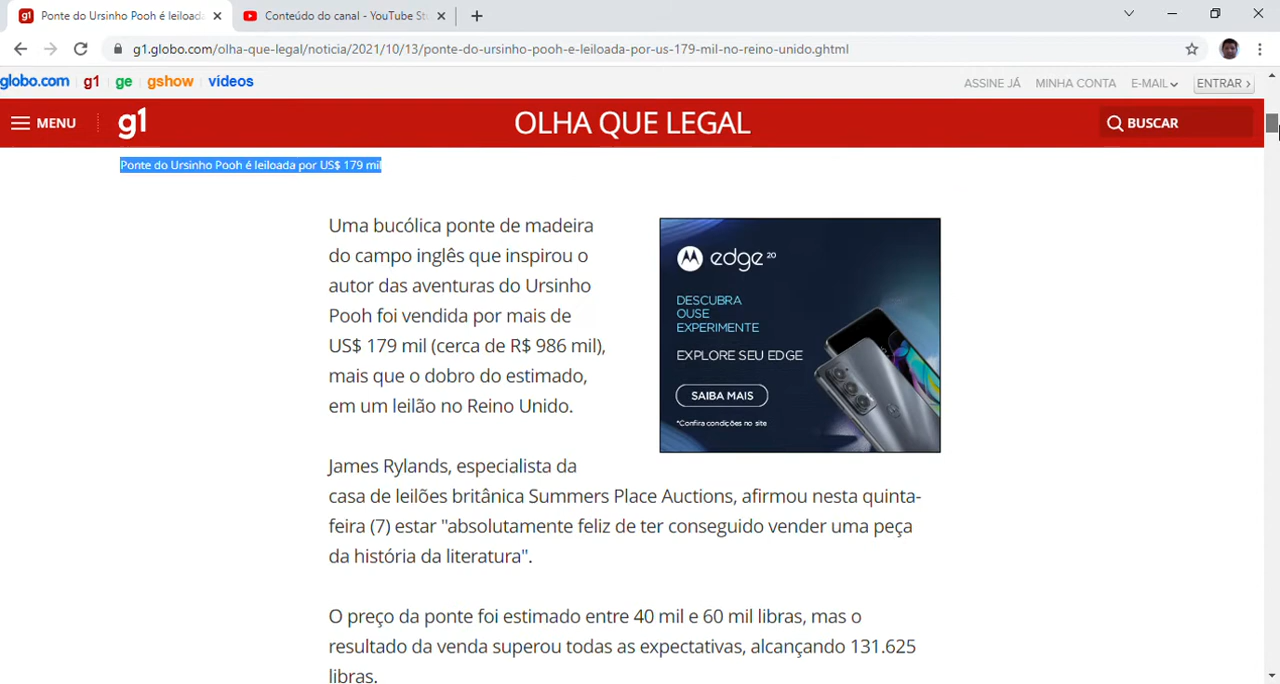 Ponte do Ursinho Pooh é leiloada
Conteúdo do canal - YouTube St
g1.globo.com/olha-que-legal/noticia/2021/10/13/ponte-do-ursinho-pooh-e-leiloada-por-us-179-mil-no-reino-unido.ghtml
globo.com g1 ge gshow videos
ASSINE JÁ MINHA CONTA E-MAIL ENTRAR
MENU g1 OLHA QUE LEGAL BUSCAR
Ponte do Ursinho Pooh é leiloada por US$ 179 mil
Uma bucólica ponte de madeira
do campo inglês que inspirou o
autor das aventuras do Ursinho
Pooh foi vendida por mais de
US$ 179 mil (cerca de R$ 986 mil),
mais que o dobro do estimado,
em um leilão no Reino Unido.
edge 20
DESCUBRA
OUSE
EXPERIMENTE
EXPLORE SEU EDGE
SAIBA MAIS
*Confira condições no site
James Rylands, especialista da
casa de leilões britânica Summers Place Auctions, afirmou nesta quinta-
feira (7) estar "absolutamente feliz de ter conseguido vender uma peça
da história da literatura".
O preço da ponte foi estimado entre 40 mil e 60 mil libras, mas o
resultado da venda superou todas as expectativas, alcançando 131.625
libras.